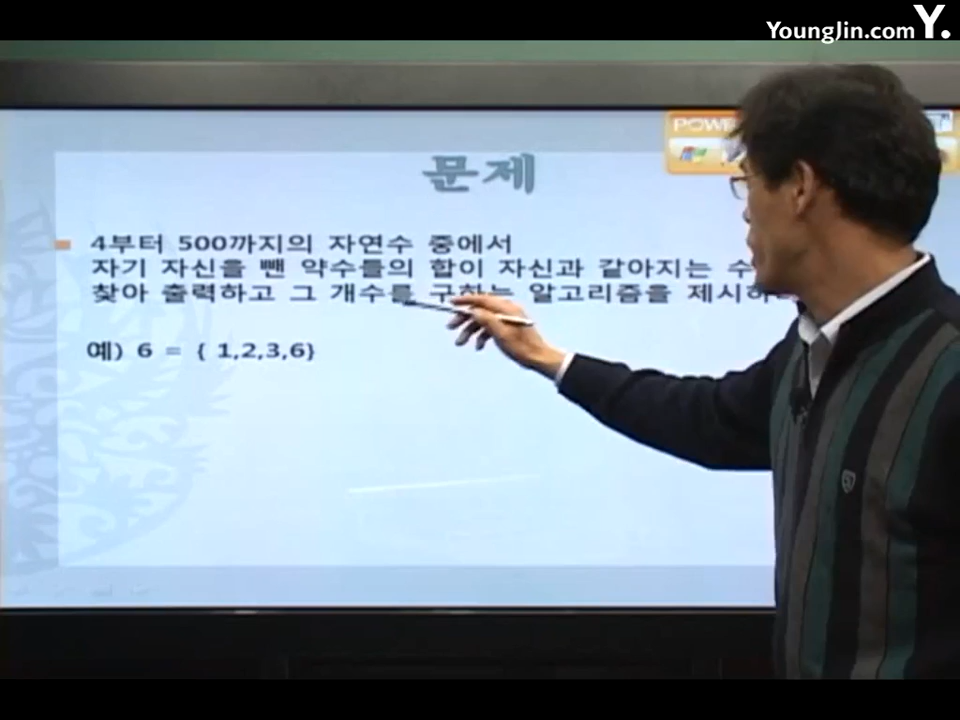 YoungJin.com Y.
문제
4부터 500까지의 자연수 중에서
자기 자신을 뺀 약수들의 합이 자신과 같아지는 수
찾아 출력하고 그 개수를 구하는 알고리즘을 제시하
예) 6 = { 1,2,3,6}